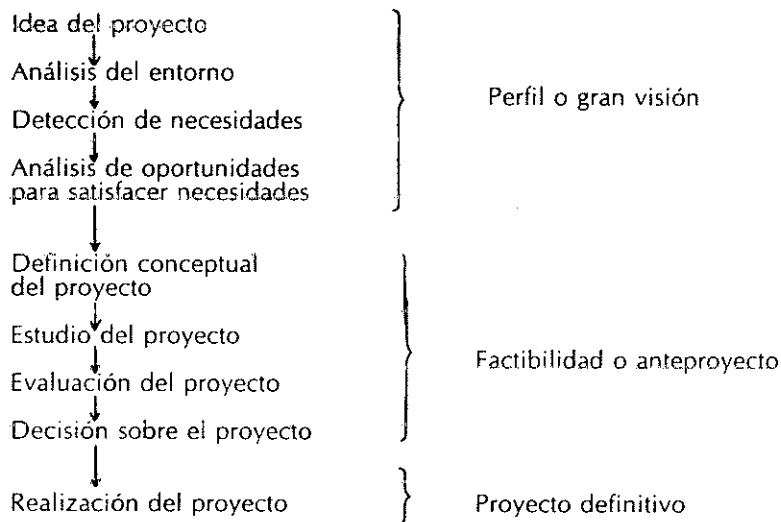 Idea del proyecto
Análisis del entorno
Detección de necesidades
Análisis de oportunidades
para satisfacer necesidades
Perfil o gran visión
Definición conceptual
del proyecto
Estudio del proyecto
Evaluación del proyecto
Decisión sobre el proyecto
Factibilidad o anteproyecto
Realización del proyecto
Proyecto definitivo